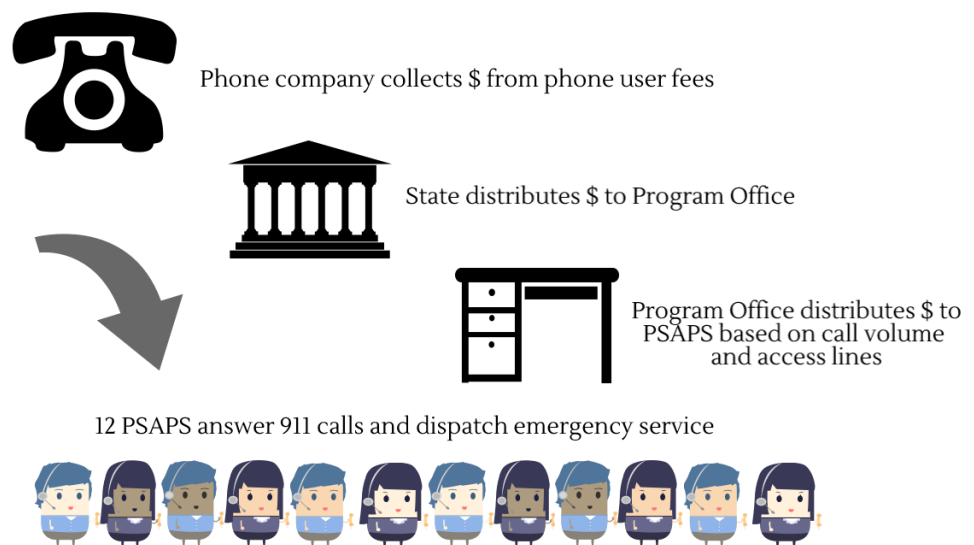 Phone company collects $ from phone user fees
State distributes $ to Program Office
Program Office distributes $ to
PSAPS based on call volume
and access lines
12 PSAPS answer 911 calls and dispatch emergency service